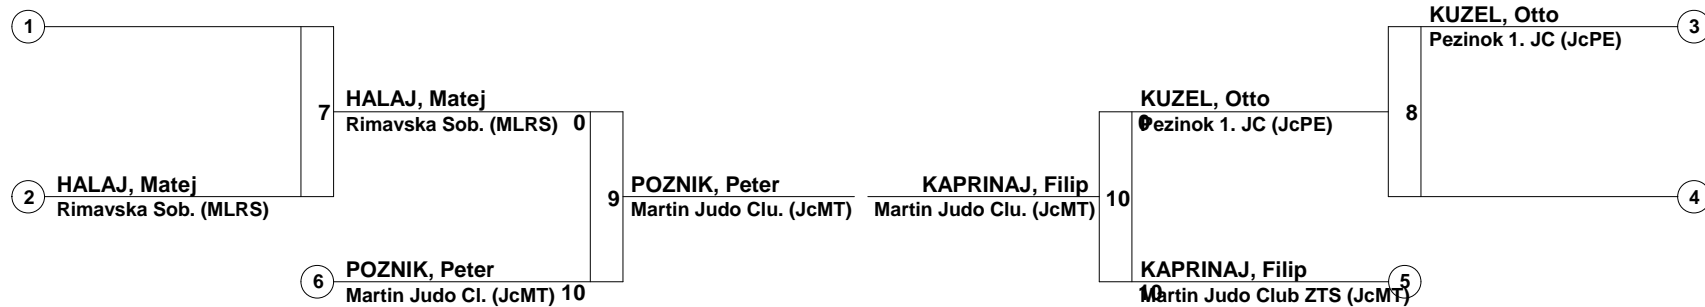 1
KUZEL, Otto
3
Pezinok 1. JC (JcPE)
HALAJ, Matej
7
Rimavska Sob. (MLRS) 0
KUZEL, Otto
8
0
Pezinok 1. JC (JcPE)
2
HALAJ, Matej
Rimavska Sob. (MLRS)
9
POZNIK, Peter
Martin Judo Clu. (JcMT)
KAPRINAJ, Filip
10
Martin Judo Clu. (JcMT)
4
6
POZNIK, Peter
Martin Judo Cl. (JcMT) 10
KAPRINAJ, Filip
5
10
Martin Judo Club ZTS (JcMT)